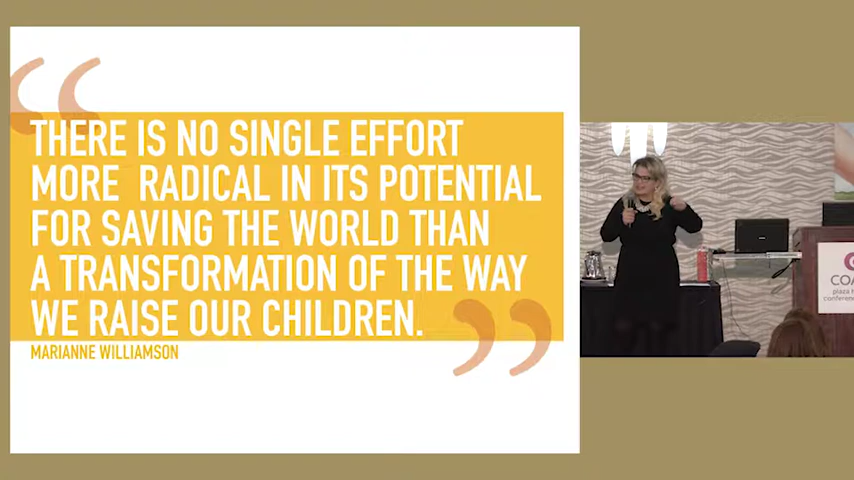 THERE IS NO SINGLE EFFORT
MORE RADICAL IN ITS POTENTIAL
FOR SAVING THE WORLD THAN
A TRANSFORMATION OF THE WAY
WE RAISE OUR CHILDREN.
MARIANNE WILLIAMSON
plaza